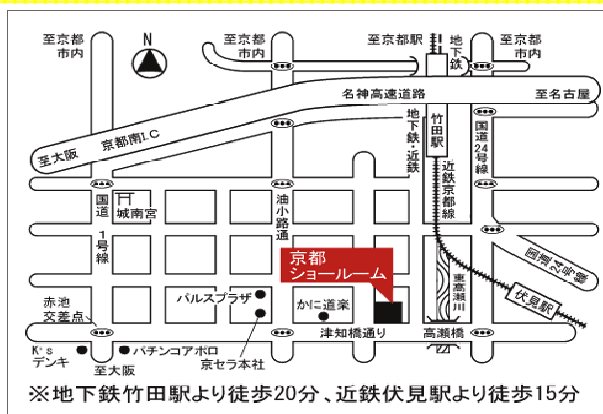 至京都
市内
N
至京都
市内
至京都駅
地下鉄
至京都
市内
名神高速道路
至名古屋
京都南I.C
至大阪
地下鉄・近鉄
竹田駅
国道24号線
近鉄京都線
国道1号線
城南宮
油小路通
京都
ショールーム
国道24号線
東高瀬川
伏見駅
パルスプラザ
かに道楽
赤池
交差点
京セラ本社
津知橋通り
高瀬橋
K's
デンキ
パチンコアポロ
至大阪
※地下鉄竹田駅より徒歩20分、近鉄伏見駅より徒歩15分